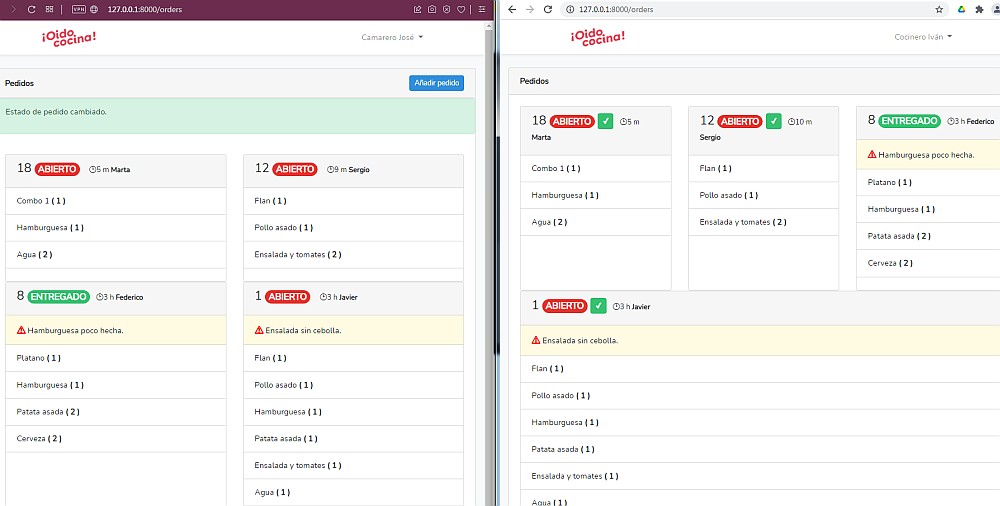 VPN 127.0.0.1:8000/orders
¡Oido
cocina!
Camarero José
Pedidos
Añadir pedido
Estado de pedido cambiado.
18 ABIERTO 5 m Marta
Combo 1 ( 1 )
Hamburguesa ( 1 )
Agua ( 2 )
12 ABIERTO 9 m Sergio
Flan ( 1 )
Pollo asado ( 1 )
Ensalada y tomates ( 2 )
8 ENTREGADO 3 h Federico
Hamburguesa poco hecha.
Platano ( 1 )
Hamburguesa ( 1 )
Patata asada ( 2 )
Cerveza ( 2 )
1 ABIERTO 3 h Javier
Ensalada sin cebolla.
Flan ( 1 )
Pollo asado ( 1 )
Hamburguesa ( 1 )
Patata asada ( 1 )
Ensalada y tomates ( 1 )
Agua ( 1 )
127.0.0.1:8000/orders
¡Oido
cocina!
Cocinero Iván
Pedidos
18 ABIERTO 5 m
Marta
Combo 1 ( 1 )
Hamburguesa ( 1 )
Agua ( 2 )
12 ABIERTO 10 m
Sergio
Flan ( 1 )
Pollo asado ( 1 )
Ensalada y tomates ( 2 )
8 ENTREGADO 3 h Federico
Hamburguesa poco hecha.
Platano ( 1 )
Hamburguesa ( 1 )
Patata asada ( 2 )
Cerveza ( 2 )
1 ABIERTO 3 h Javier
Ensalada sin cebolla.
Flan ( 1 )
Pollo asado ( 1 )
Hamburguesa ( 1 )
Patata asada ( 1 )
Ensalada y tomates ( 1 )
Agua ( 1 )